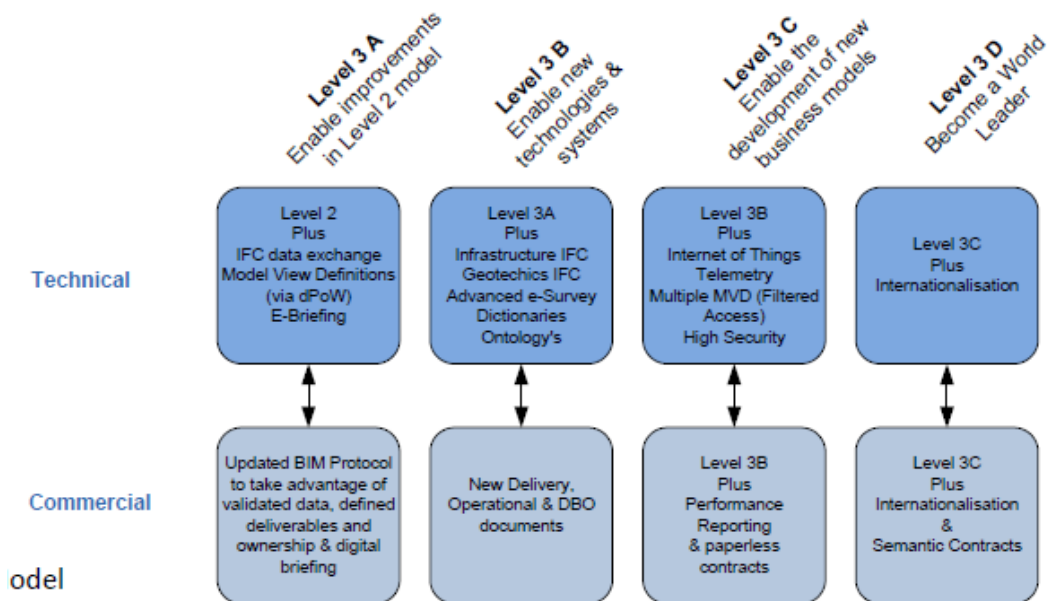 Level 3 A
Enable improvements
in Level 2 model
Level 3 B
Enable new
technologies &
systems
Level 3 C
Enable the
development of new
business models
Level 3 D
Become a World
Leader
Technical
Level 2
Plus
IFC data exchange
Model View Definitions
(via dPoW)
E-Briefing
Level 3A
Plus
Infrastructure IFC
Geotechics IFC
Advanced e-Survey
Dictionaries
Ontology's
Level 3B
Plus
Internet of Things
Telemetry
Multiple MVD (Filtered
Access)
High Security
Level 3C
Plus
Internationalisation
Commercial
Updated BIM Protocol
to take advantage of
validated data, defined
deliverables and
ownership & digital
briefing
New Delivery,
Operational & DBO
documents
Level 3B
Plus
Performance
Reporting
& paperless
contracts
Level 3C
Plus
Internationalisation
&
Semantic Contracts
odel